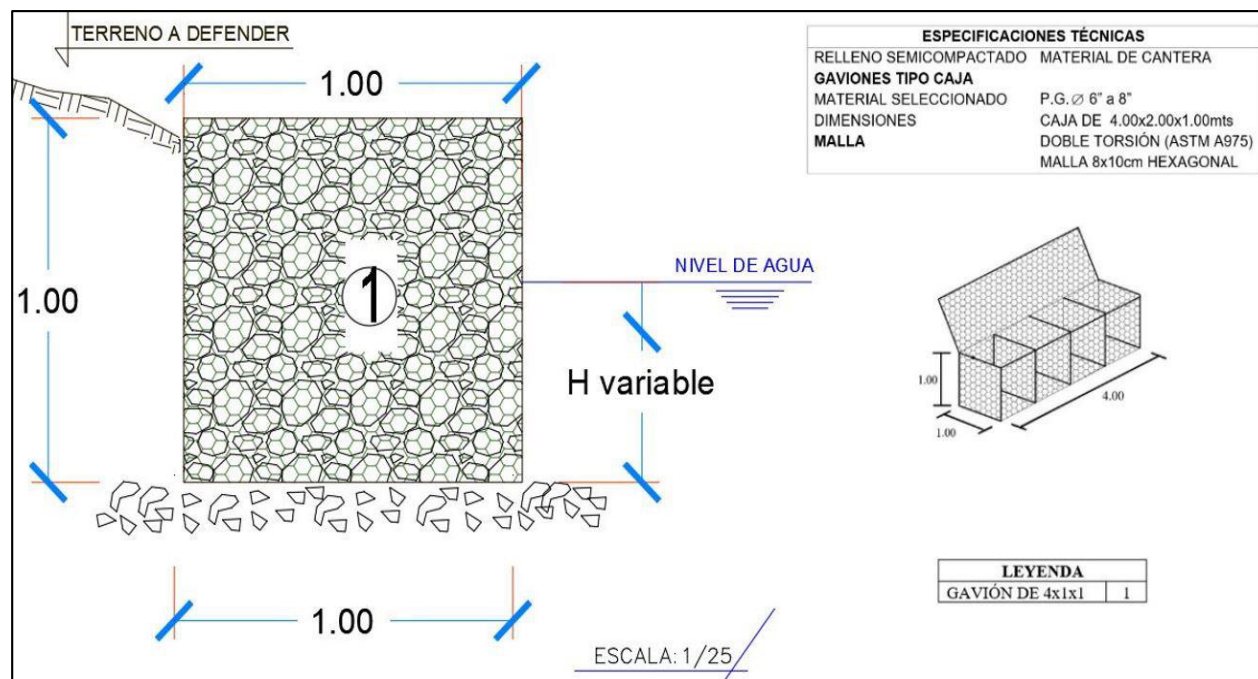 TERRENO A DEFENDER
1.00
1.00
1
NIVEL DE AGUA
H variable
1.00
ESCALA: 1/25
ESPECIFICACIONES TÉCNICAS
RELLENO SEMICOMPACTADO MATERIAL DE CANTERA
GAVIONES TIPO CAJA
MATERIAL SELECCIONADO P.G. ∅ 6" a 8"
DIMENSIONES CAJA DE 4.00x2.00x1.00mts
MALLA DOBLE TORSIÓN (ASTM A975)
MALLA 8x10cm HEXAGONAL
1.00
1.00
4.00
LEYENDA
GAVIÓN DE 4x1x1 1